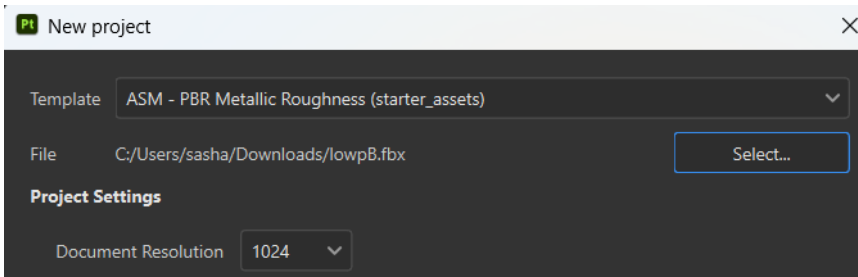 Pt New project
Template ASM - PBR Metallic Roughness (starter_assets)
File C:/Users/sasha/Downloads/lowpB.fbx Select...
Project Settings
Document Resolution 1024